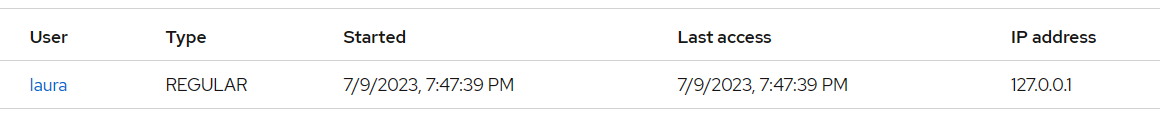 User Type Started Last access IP address
laura REGULAR 7/9/2023, 7:47:39 PM 7/9/2023, 7:47:39 PM 127.0.0.1